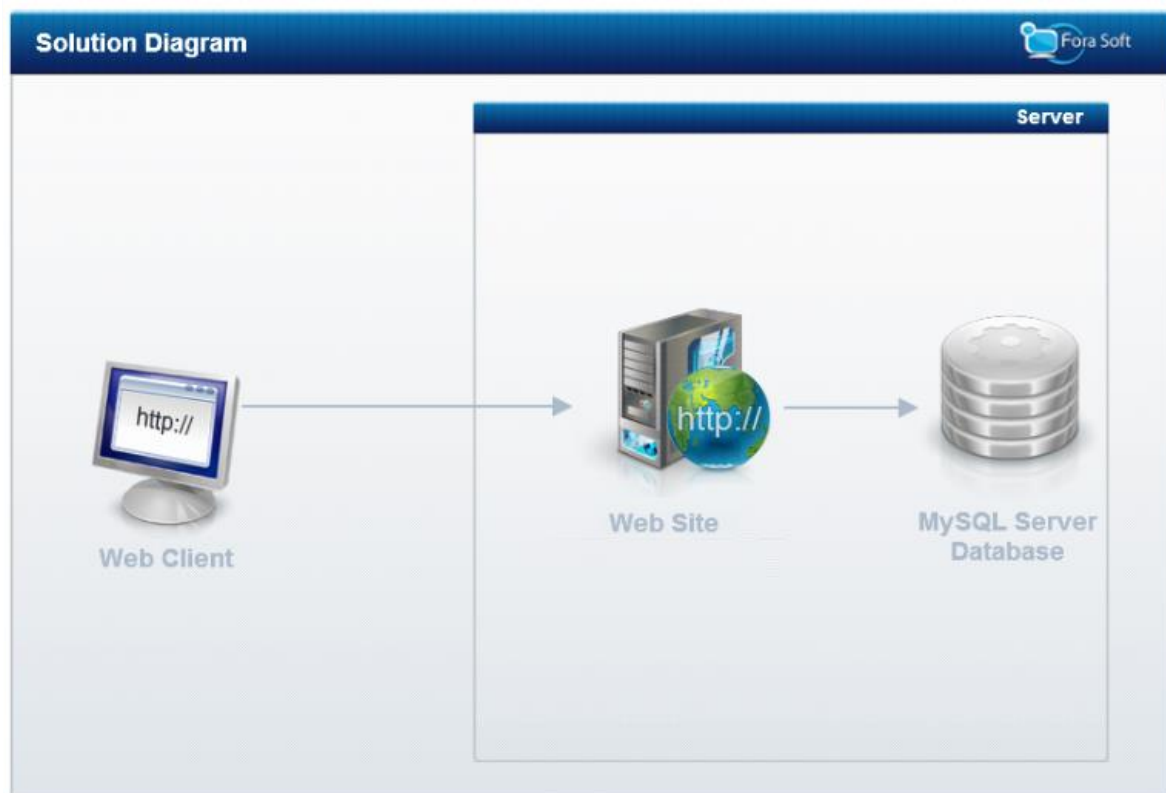 Solution Diagram
Fora Soft
Server
http://
http://
Web Client
Web Site
MySQL Server
Database